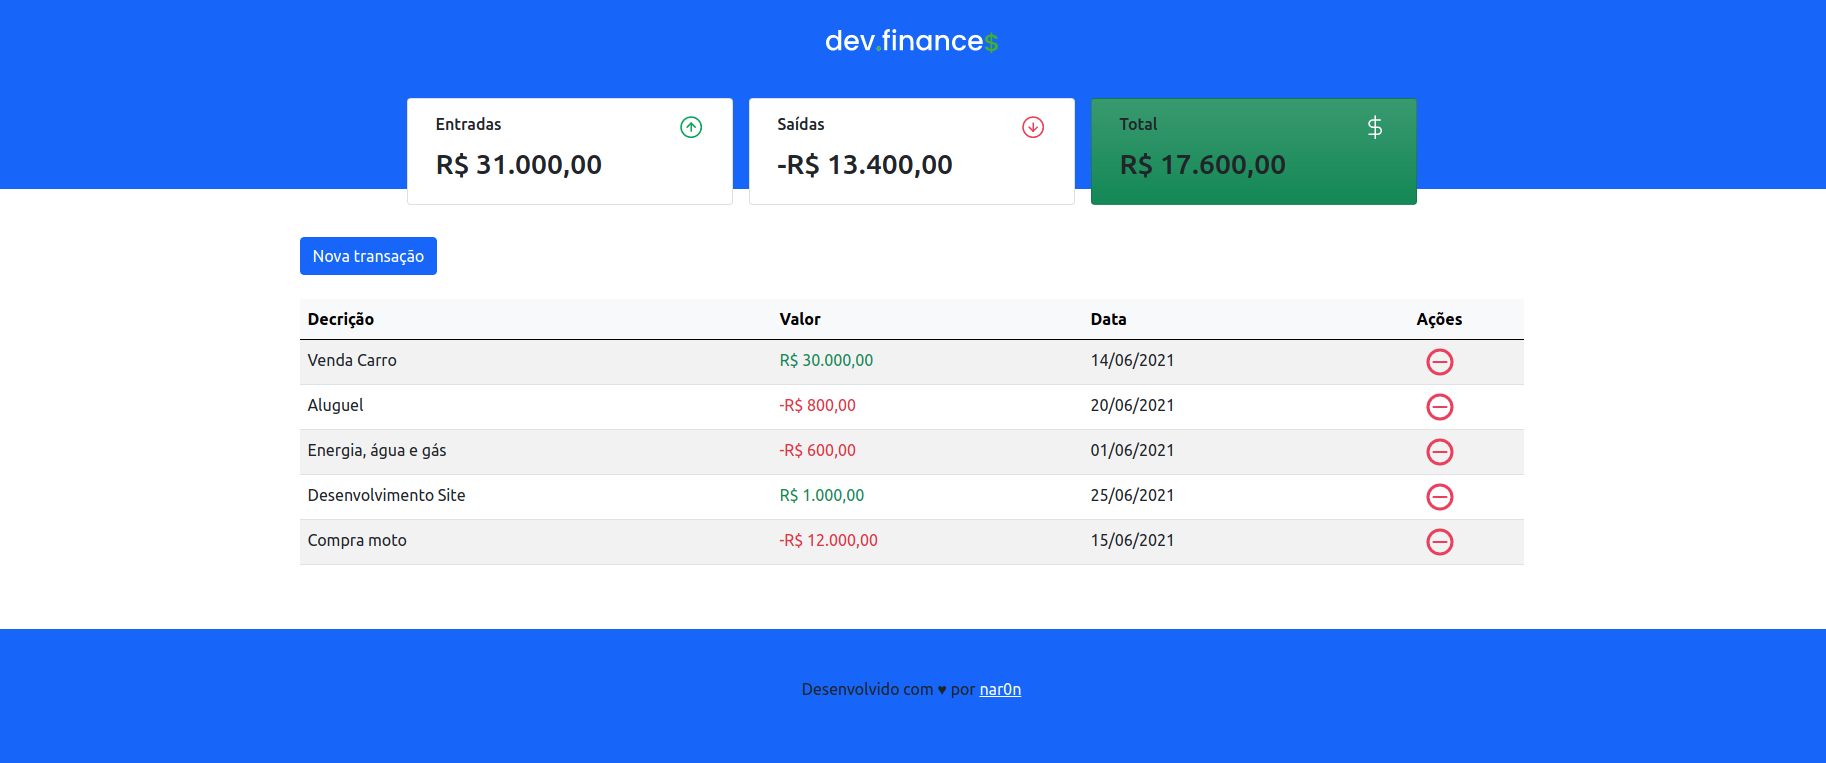 dev.finance$
Entradas
R$ 31.000,00
Saídas
-R$ 13.400,00
Total
$
R$ 17.600,00
Nova transação
Decrição Valor Data Ações
Venda Carro R$ 30.000,00 14/06/2021
Aluguel -R$ 800,00 20/06/2021
Energia, água e gás -R$ 600,00 01/06/2021
Desenvolvimento Site R$ 1.000,00 25/06/2021
Compra moto -R$ 12.000,00 15/06/2021
Desenvolvido com ♥ por nar0n